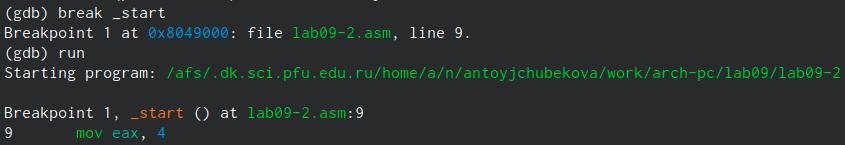 (gdb) break _start
Breakpoint 1 at 0x8049000: file lab09-2.asm, line 9.
(gdb) run
Starting program: /afs/.dk.sci.pfu.edu.ru/home/a/n/antoyjchubekova/work/arch-pc/lab09/lab09-2
Breakpoint 1, _start () at lab09-2.asm:9
9       mov eax, 4